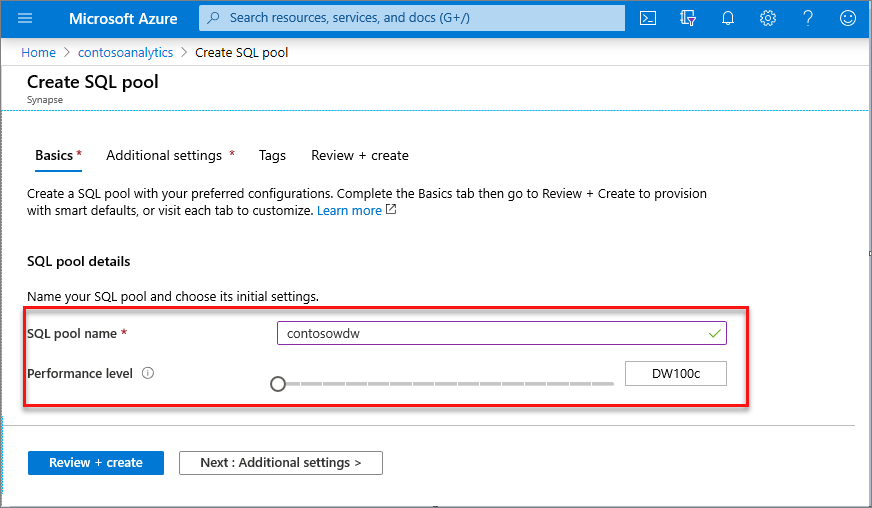 Microsoft Azure
Search resources, services, and docs (G+/)
Home > contosoanalytics > Create SQL pool
Create SQL pool
Synapse
Basics * Additional settings * Tags Review + create
Create a SQL pool with your preferred configurations. Complete the Basics tab then go to Review + Create to provision
with smart defaults, or visit each tab to customize. Learn more
SQL pool details
Name your SQL pool and choose its initial settings.
SQL pool name * contosowdw
Performance level DW100c
Review + create Next : Additional settings >